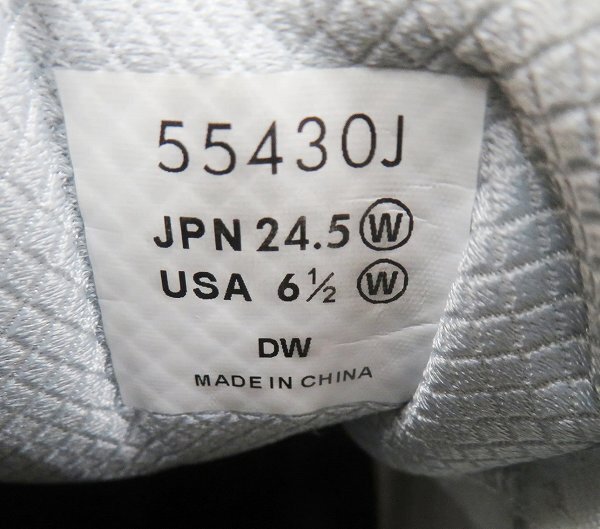 55430J
JPN 24.5 Ⓦ
USA 6½ Ⓦ
DW
MADE IN CHINA